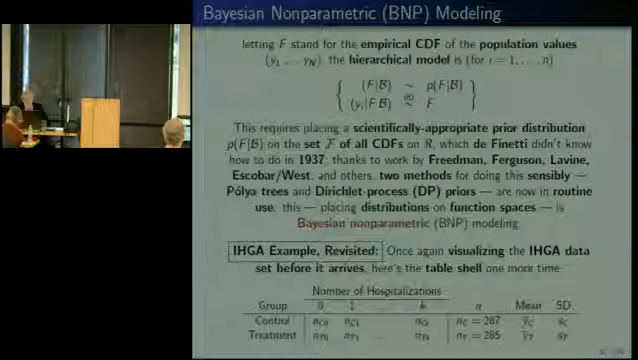 Bayesian Nonparametric (BNP) Modeling
letting F stand for the empirical CDF of the population values
(y1 ... yN), the hierarchical model is (for i = 1, ... n)
(F|B) ~ p(F|B)
(yi|F B) IID ~ F
This requires placing a scientifically-appropriate prior distribution
p(F|B) on the set F of all CDFs on ℜ, which de Finetti didn't know
how to do in 1937; thanks to work by Freedman, Ferguson, Lavine,
Escobar/West, and others, two methods for doing this sensibly —
Pólya trees and Dirichlet-process (DP) priors — are now in routine
use; this — placing distributions on function spaces — is
Bayesian nonparametric (BNP) modeling
IHGA Example, Revisited: Once again visualizing the IHGA data
set before it arrives, here's the table shell one more time:
Number of Hospitalizations
Group 0 1 k n Mean SD
Control nC0 nC1 ... nCk nC = 287 ȳC sC
Treatment nT0 nT1 ... nTk nT = 285 ȳT sT